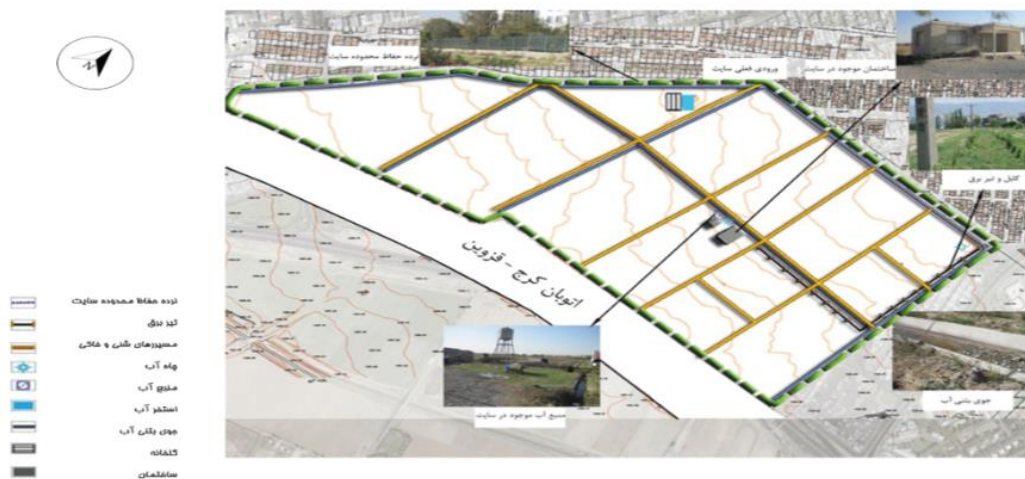 نرده حفاظ محدوده سایت
ورودی فعلی سایت
ساختمان موجود در سایت
کابل و تیر برق
اتوبان کرج - قزوین
جوی بتنی آب
منبع آب موجود در سایت
نرده حفاظ محدوده سایت
تیر برق
مسیرهای شنی و خاکی
چاه آب
منبع آب
استخر آب
جوی بتنی آب
گلخانه
ساختمان